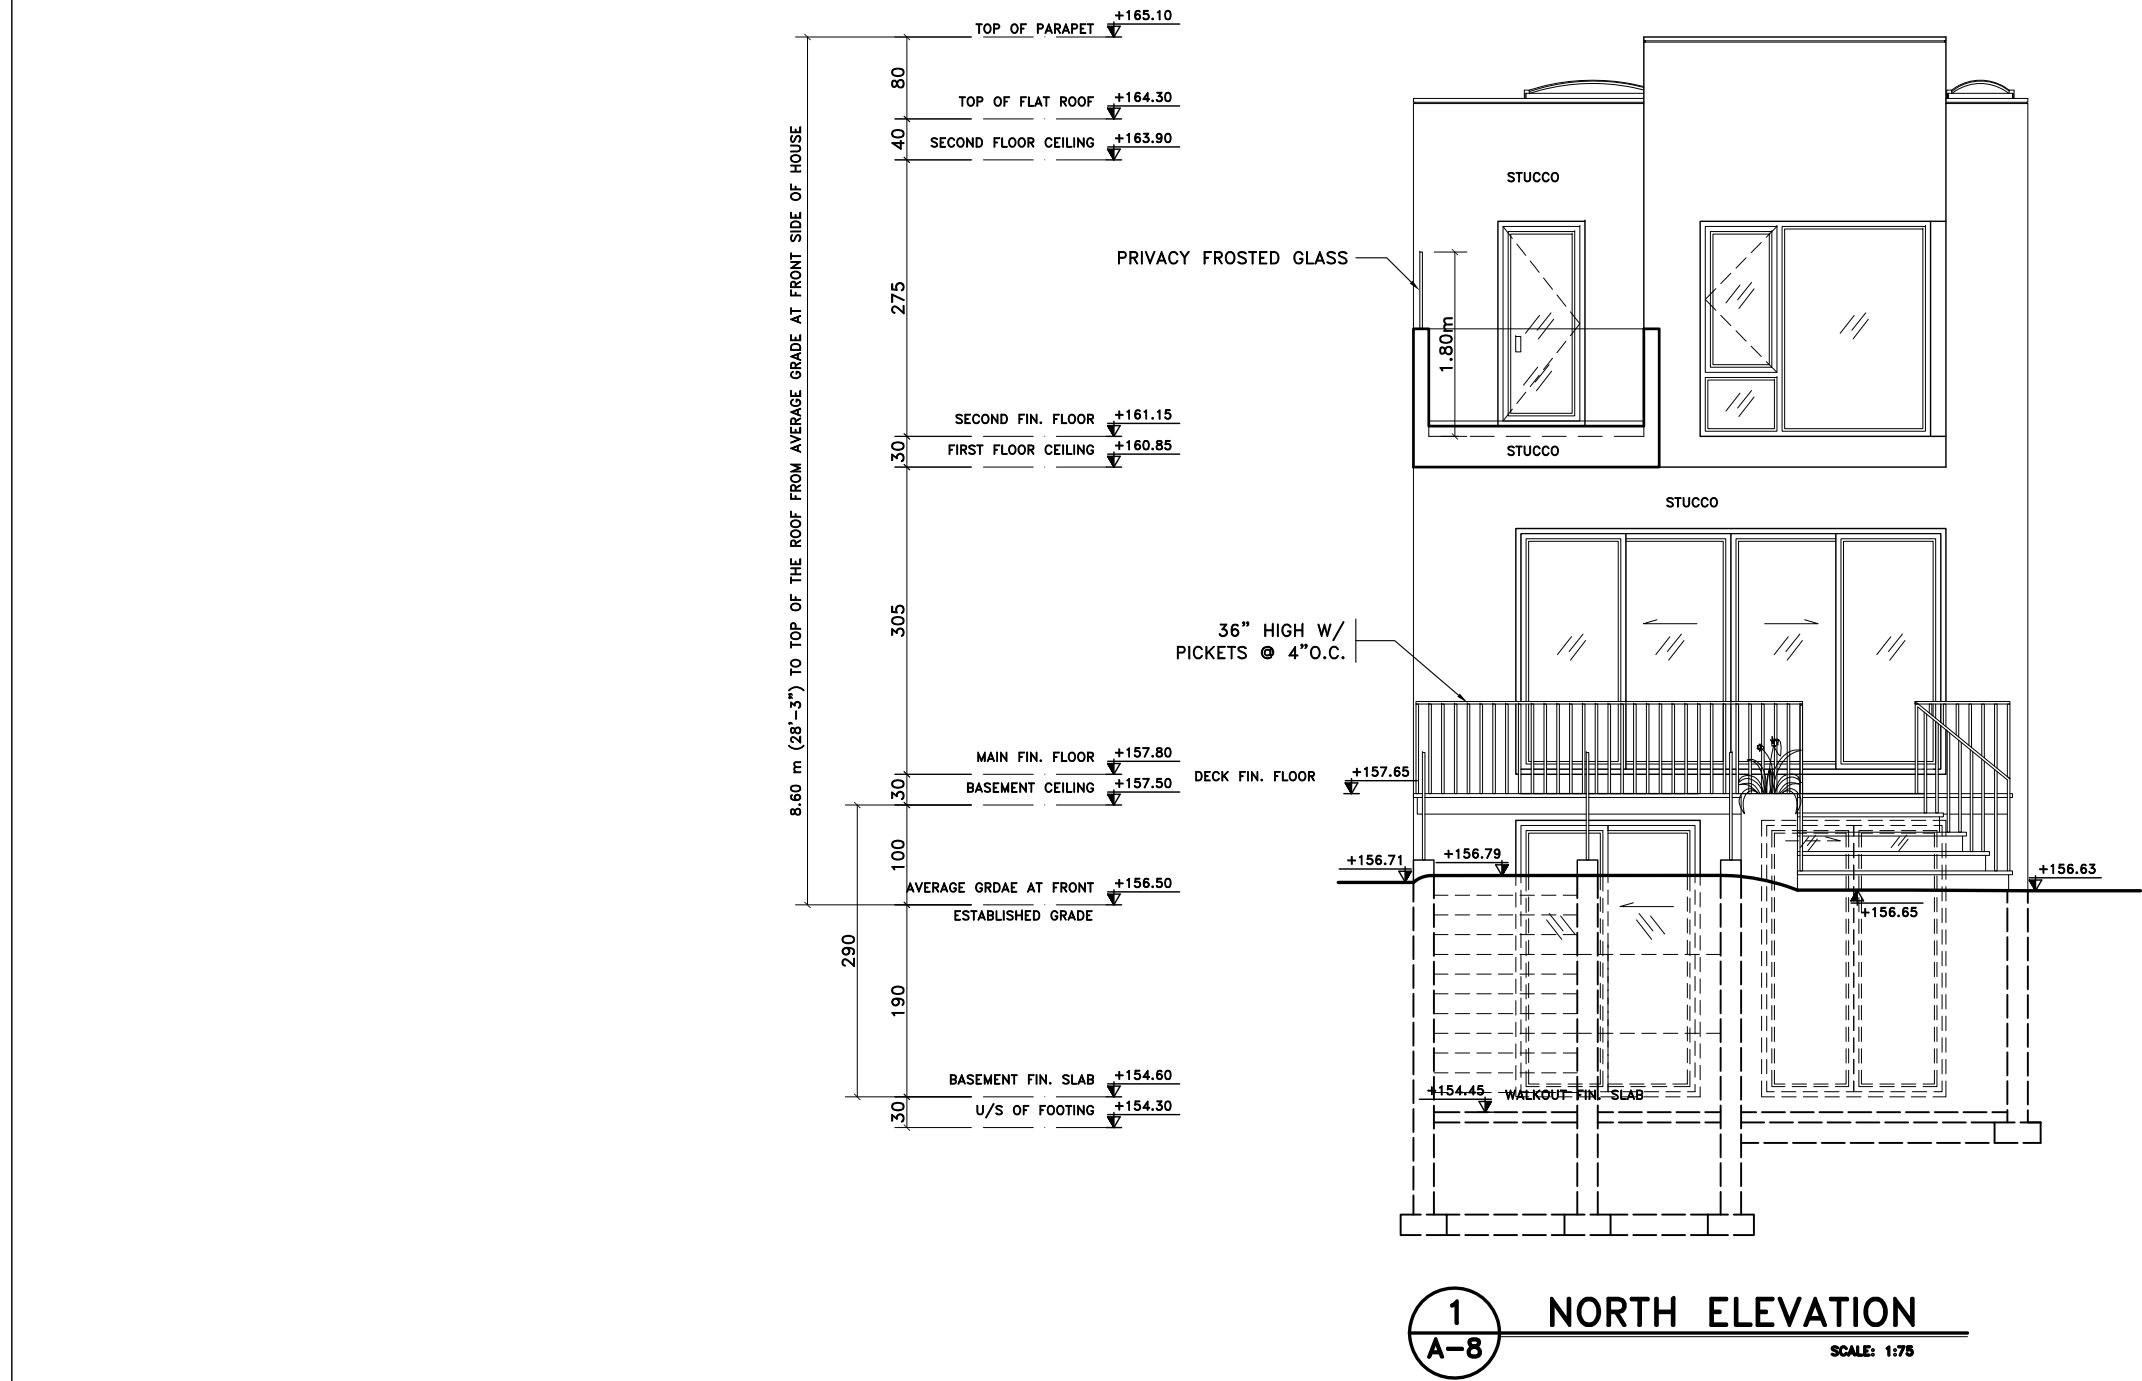 TOP OF PARAPET +165.10
80
TOP OF FLAT ROOF +164.30
40
SECOND FLOOR CEILING +163.90
8.60 m (28'-3") TO TOP OF THE ROOF FROM AVERAGE GRADE AT FRONT SIDE OF HOUSE
STUCCO
PRIVACY FROSTED GLASS
275
1.80m
SECOND FIN. FLOOR +161.15
30
FIRST FLOOR CEILING +160.85
STUCCO
STUCCO
305
36" HIGH W/
PICKETS @ 4"O.C.
MAIN FIN. FLOOR +157.80
DECK FIN. FLOOR +157.65
30
BASEMENT CEILING +157.50
100
+156.71
+156.79
+156.63
AVERAGE GRDAE AT FRONT +156.50
ESTABLISHED GRADE
+156.65
290
190
BASEMENT FIN. SLAB +154.60
+154.45 WALKOUT FIN. SLAB
30
U/S OF FOOTING +154.30
1
A-8
NORTH ELEVATION
SCALE: 1:75